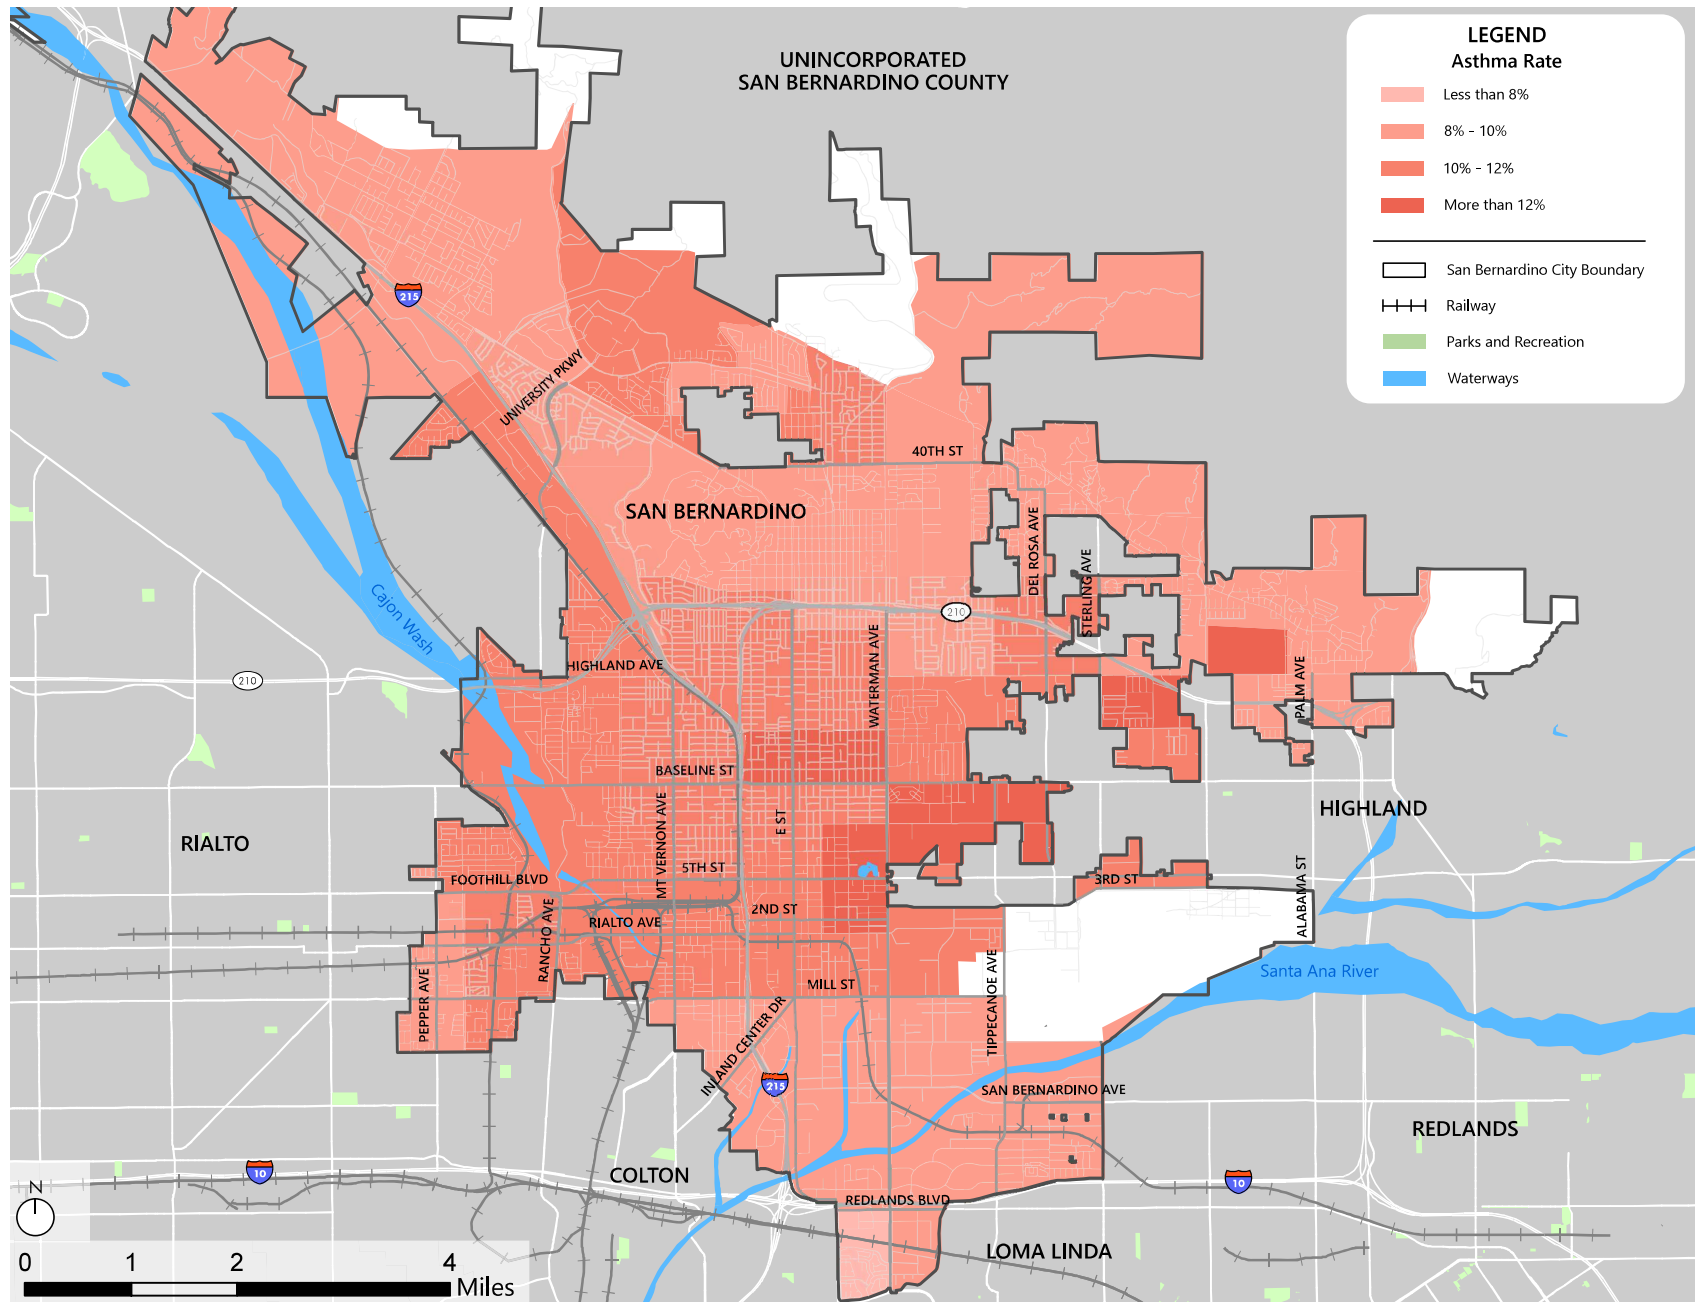 UNINCORPORATED
SAN BERNARDINO COUNTY
LEGEND
Asthma Rate
Less than 8%
8% - 10%
10% - 12%
More than 12%
San Bernardino City Boundary
Railway
Parks and Recreation
Waterways
215
UNIVERSITY PKWY
40TH ST
SAN BERNARDINO
DEL ROSA AVE
STERLING AVE
Cajon Wash
210
HIGHLAND AVE
WATERMAN AVE
210
PALM AVE
BASELINE ST
MT VERNON AVE
E ST
HIGHLAND
RIALTO
5TH ST
FOOTHILL BLVD
3RD ST
ALABAMA ST
2ND ST
RIALTO AVE
RANCHO AVE
PEPPER AVE
TIPPECANOE AVE
Santa Ana River
MILL ST
INLAND CENTER DR
215
SAN BERNARDINO AVE
REDLANDS
10
COLTON
10
REDLANDS BLVD
LOMA LINDA
N
0 1 2 4
Miles